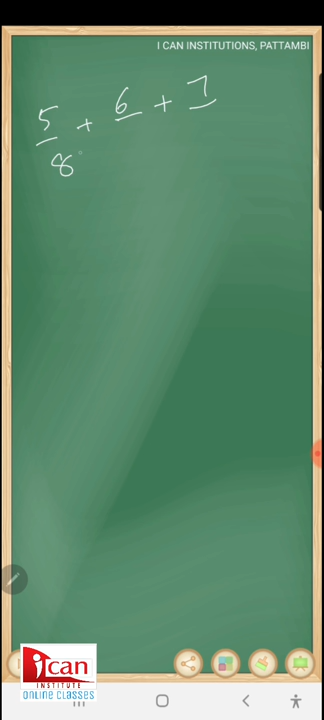 I CAN INSTITUTIONS, PATTAMBI
5/8 + 6/ + 7/
ican
INSTITUTE
online classes